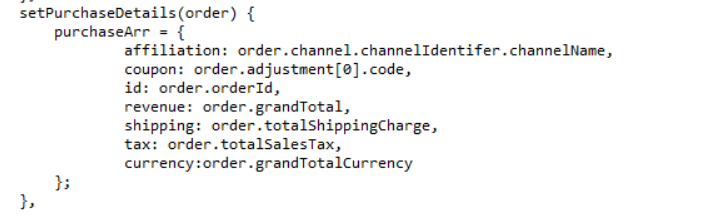 setPurchaseDetails(order) {
purchaseArr = {
affiliation: order.channel.channelIdentifer.channelName,
coupon: order.adjustment[0].code,
id: order.orderId,
revenue: order.grandTotal,
shipping: order.totalShippingCharge,
tax: order.totalSalesTax,
currency:order.grandTotalCurrency
};
},